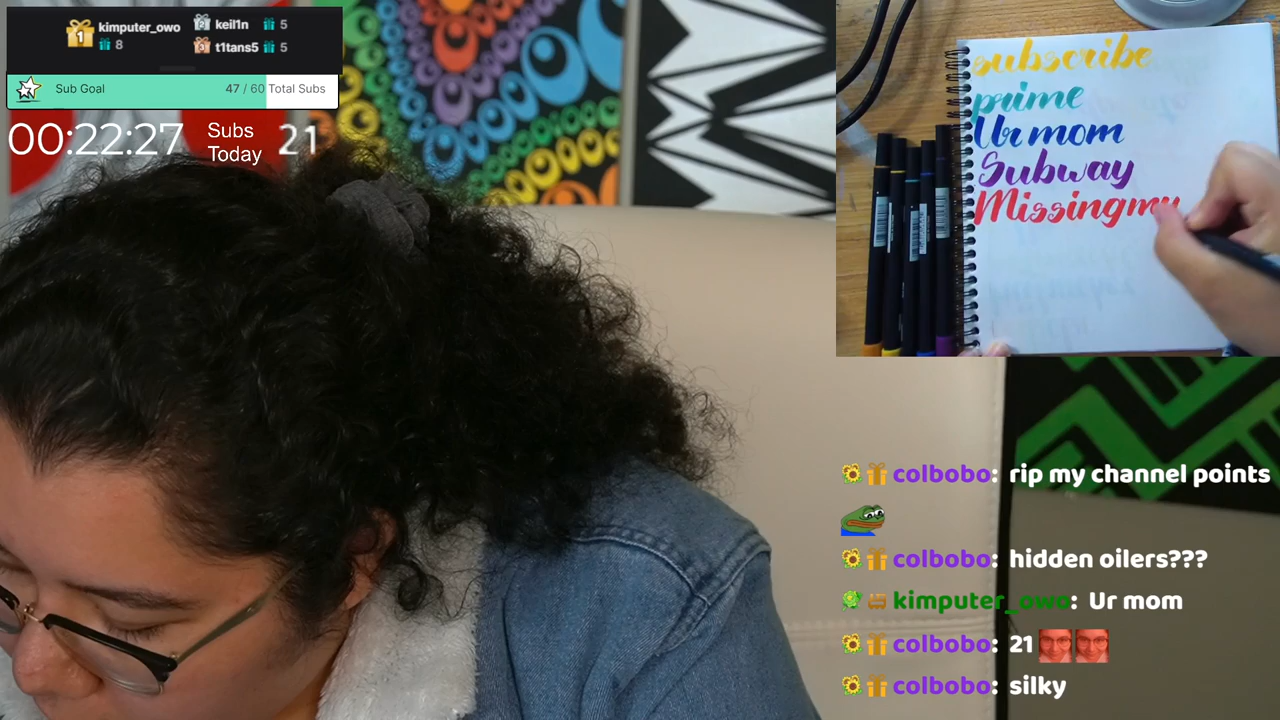 kimputer_owo
8
keil1n 5
t1tans5 5
Sub Goal
47 / 60 Total Subs
00:22:27
Subs Today 21
subscribe
prime
Ur mom
Subway
Missingmy
colbobo: rip my channel points
colbobo: hidden oilers???
kimputer_owo: Ur mom
colbobo: 21
colbobo: silky